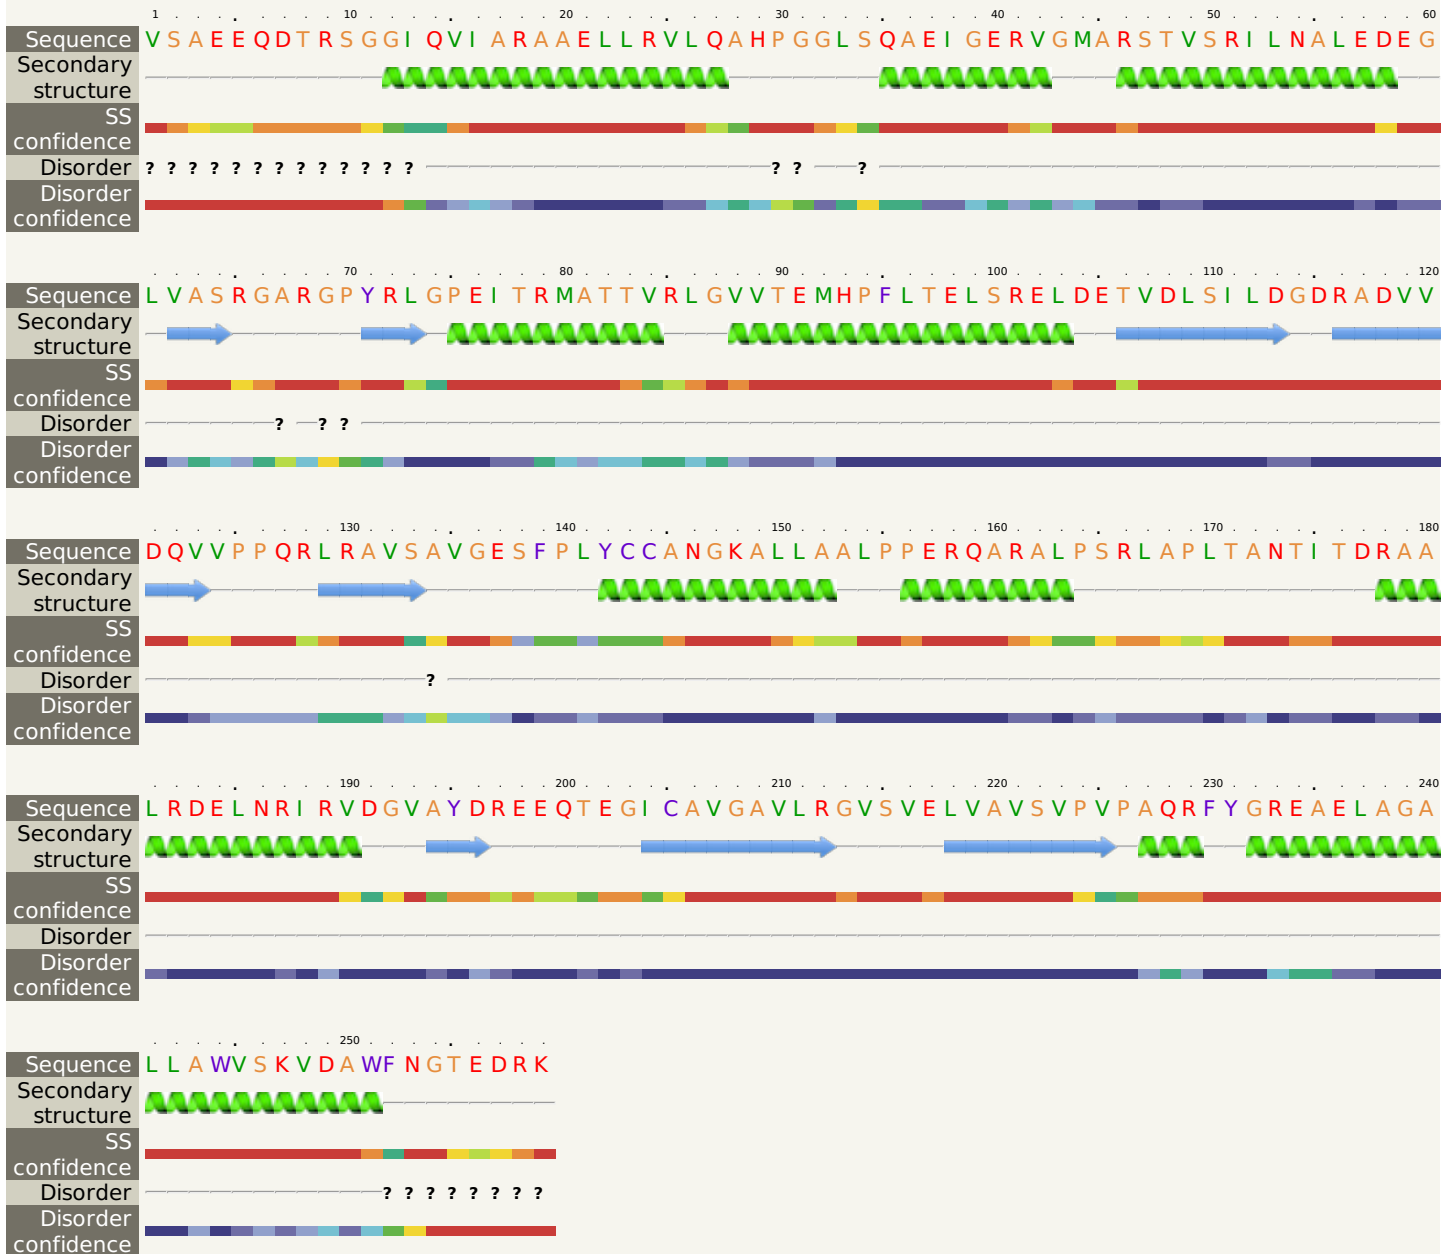 1 . . . . 10 . . . . 20 . . . . 30 . . . . 40 . . . . 50 . . . . 60
Sequence V S A E E Q D T R S G G I Q V I A R A A E L L R V L Q A H P G G L S Q A E I G E R V G M A R S T V S R I L N A L E D E G
Secondary
structure
SS
confidence
Disorder ? ? ? ? ? ? ? ? ? ? ? ? ? ? ? ?
Disorder
confidence
. . . . 70 . . . . 80 . . . . 90 . . . . 100 . . . . 110 . . . . 120
Sequence L V A S R G A R G P Y R L G P E I T R M A T T V R L G V V T E M H P F L T E L S R E L D E T V D L S I L D G D R A D V V
Secondary
structure
SS
confidence
Disorder ? ? ?
Disorder
confidence
. . . . 130 . . . . 140 . . . . 150 . . . . 160 . . . . 170 . . . . 180
Sequence D Q V V P P Q R L R A V S A V G E S F P L Y C C A N G K A L L A A L P P E R Q A R A L P S R L A P L T A N T I T D R A A
Secondary
structure
SS
confidence
Disorder ?
Disorder
confidence
. . . . 190 . . . . 200 . . . . 210 . . . . 220 . . . . 230 . . . . 240
Sequence L R D E L N R I R V D G V A Y D R E E Q T E G I C A V G A V L R G V S V E L V A V S V P V P A Q R F Y G R E A E L A G A
Secondary
structure
SS
confidence
Disorder
Disorder
confidence
. . . . 250 . . . .
Sequence L L A W V S K V D A W F N G T E D R K
Secondary
structure
SS
confidence
Disorder ? ? ? ? ? ? ? ?
Disorder
confidence